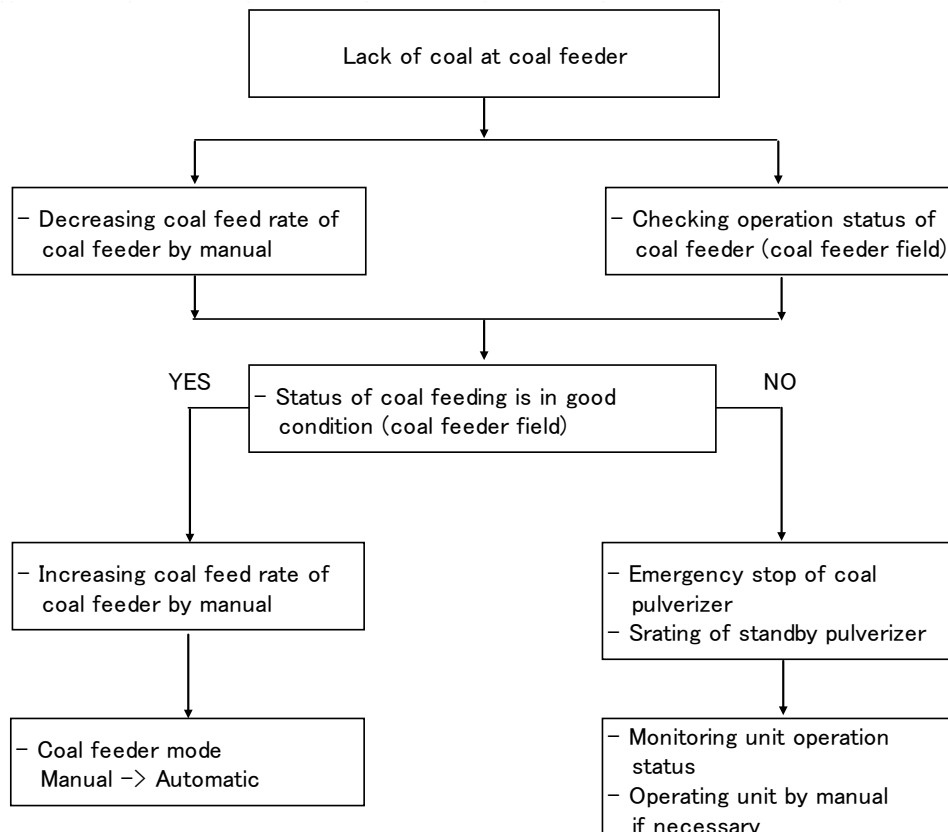 Lack of coal at coal feeder
- Decreasing coal feed rate of
coal feeder by manual
- Checking operation status of
coal feeder (coal feeder field)
YES
NO
- Status of coal feeding is in good
condition (coal feeder field)
- Increasing coal feed rate of
coal feeder by manual
- Emergency stop of coal
pulverizer
- Srating of standby pulverizer
- Coal feeder mode
Manual -> Automatic
- Monitoring unit operation
status
- Operating unit by manual
if necessary